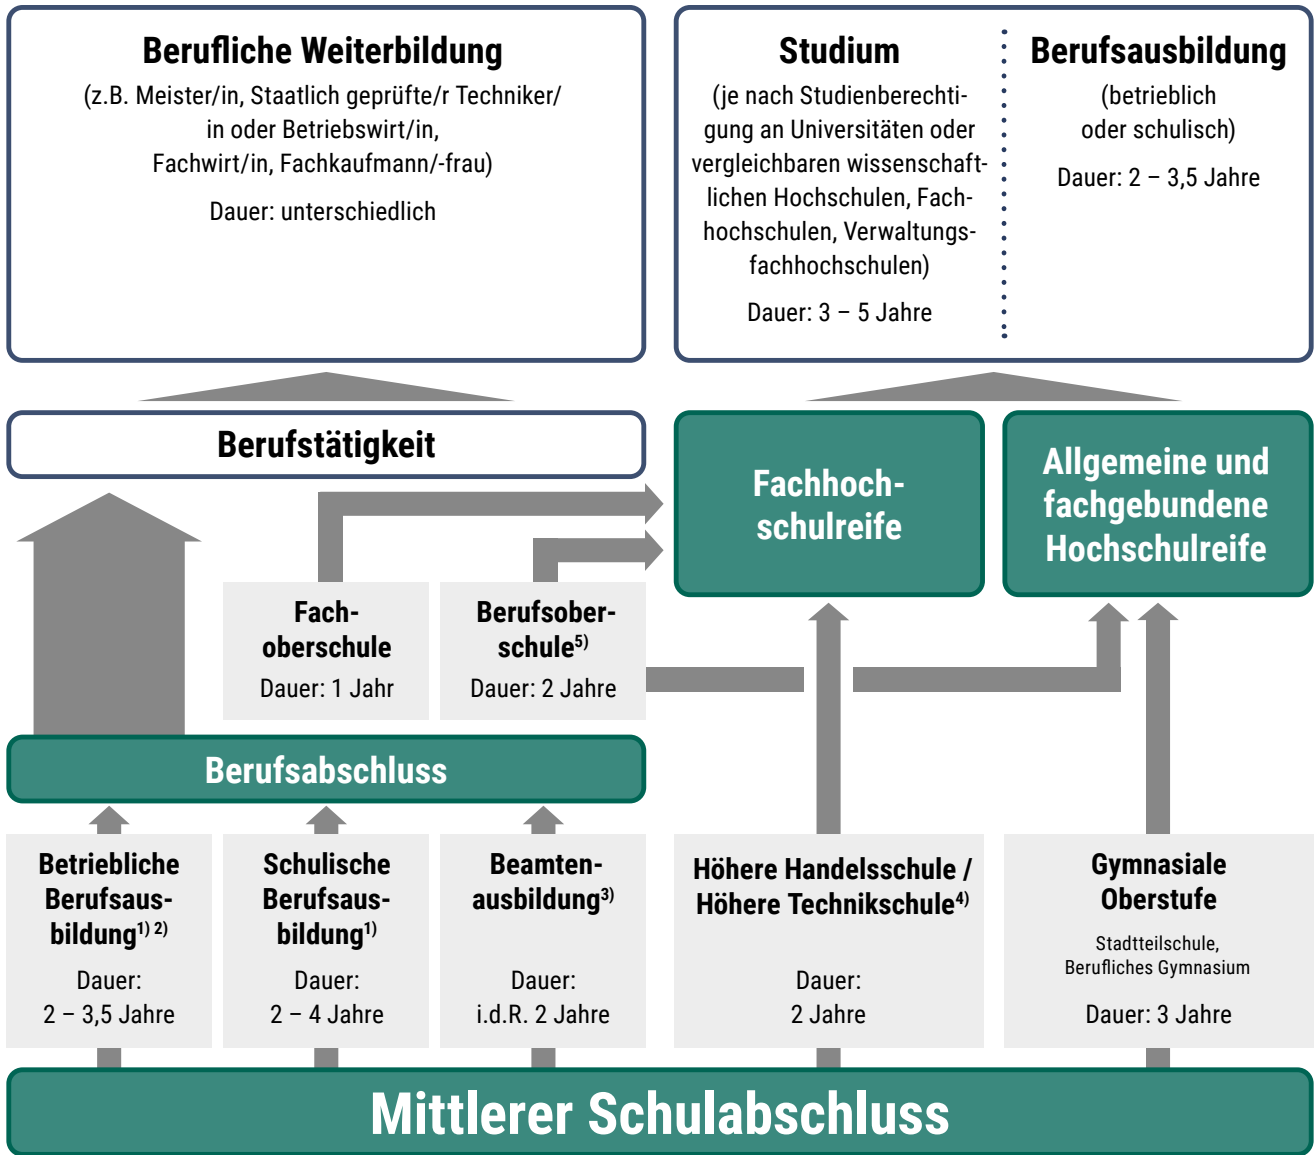 Berufliche Weiterbildung
(z.B. Meister/in, Staatlich geprüfte/r Techniker/
in oder Betriebswirt/in,
Fachwirt/in, Fachkaufmann/-frau)
Dauer: unterschiedlich
Studium
(je nach Studienberechti-
gung an Universitäten oder
vergleichbaren wissenschaft-
lichen Hochschulen, Fach-
hochschulen, Verwaltungs-
fachhochschulen)
Dauer: 3 – 5 Jahre
Berufsausbildung
(betrieblich
oder schulisch)
Dauer: 2 – 3,5 Jahre
Berufstätigkeit
Fachhoch-
schulreife
Allgemeine und
fachgebundene
Hochschulreife
Fach-
oberschule
Dauer: 1 Jahr
Berufsober-
schule5)
Dauer: 2 Jahre
Berufsabschluss
Betriebliche
Berufsaus-
bildung1) 2)
Dauer:
2 – 3,5 Jahre
Schulische
Berufsaus-
bildung1)
Dauer:
2 – 4 Jahre
Beamten-
ausbildung3)
Dauer:
i.d.R. 2 Jahre
Höhere Handelsschule /
Höhere Technikschule4)
Dauer:
2 Jahre
Gymnasiale
Oberstufe
Stadtteilschule,
Berufliches Gymnasium
Dauer: 3 Jahre
Mittlerer Schulabschluss